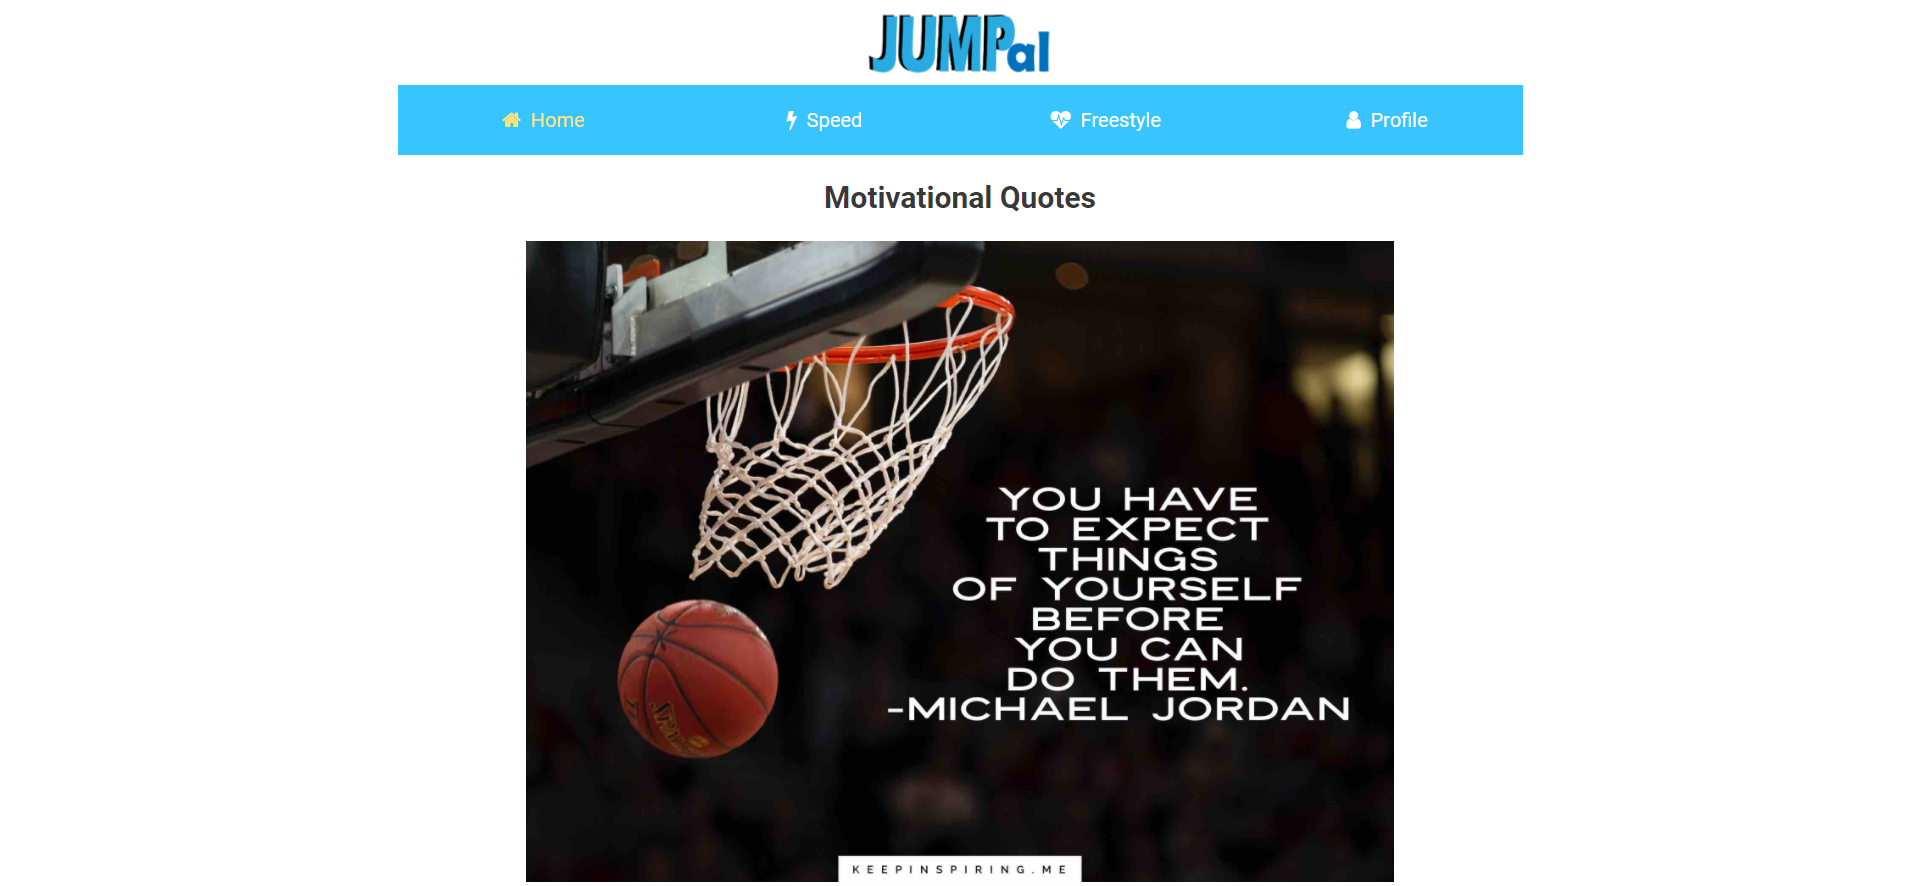 JUMPal
Home Speed Freestyle Profile
Motivational Quotes
YOU HAVE
TO EXPECT
THINGS
OF YOURSELF
BEFORE
YOU CAN
DO THEM.
-MICHAEL JORDAN
KEEPINSPIRING.ME